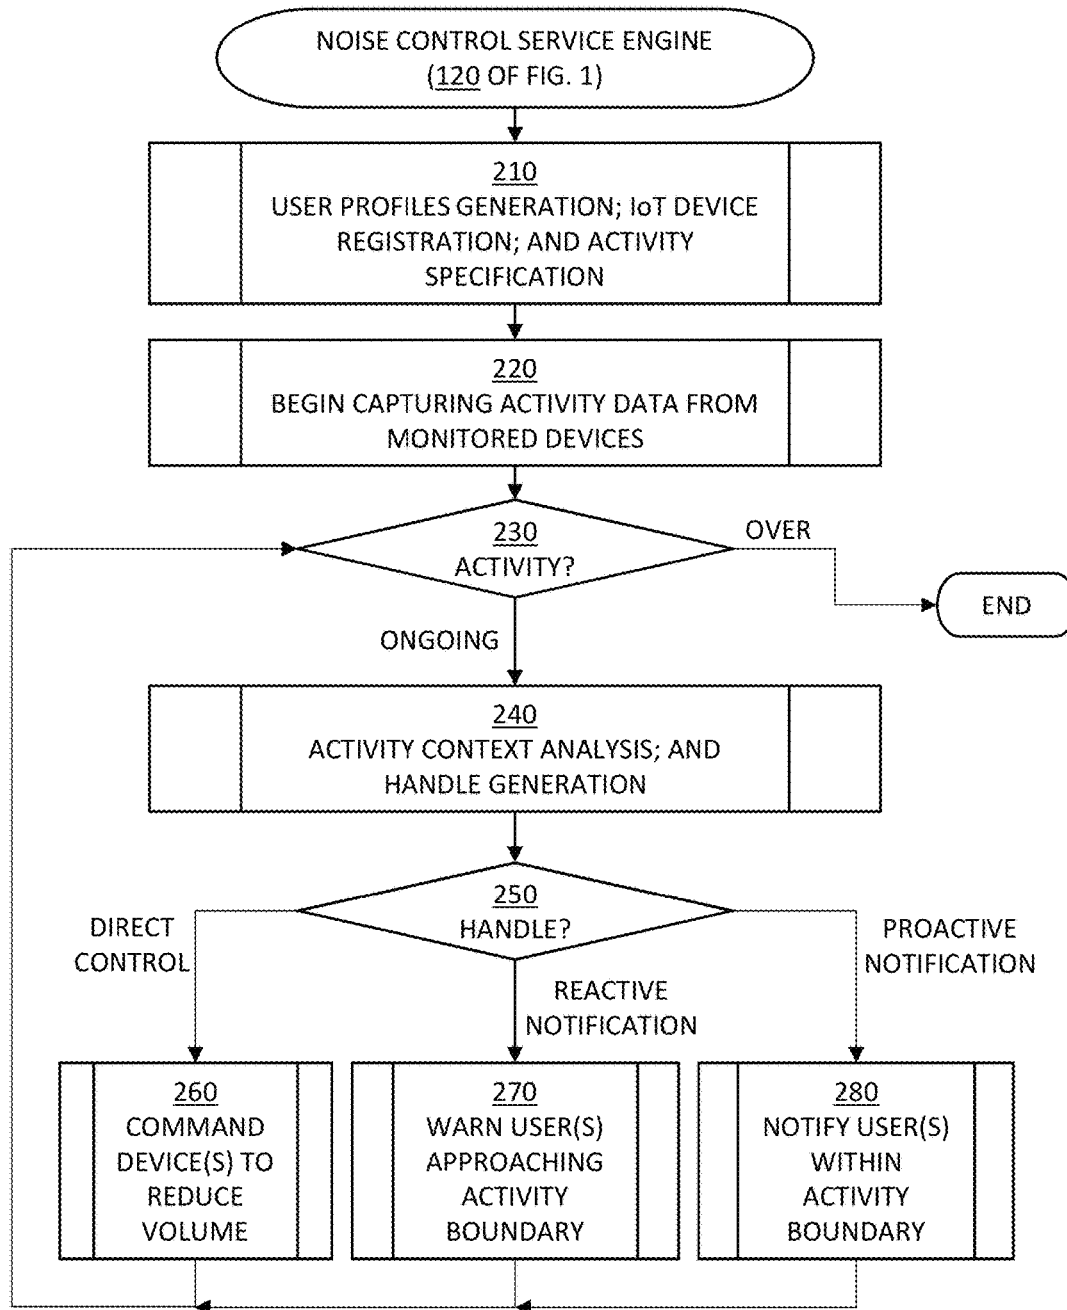 NOISE CONTROL SERVICE ENGINE
(120 OF FIG. 1)
210
USER PROFILES GENERATION; IoT DEVICE
REGISTRATION; AND ACTIVITY
SPECIFICATION
220
BEGIN CAPTURING ACTIVITY DATA FROM
MONITORED DEVICES
230
ACTIVITY?
OVER
END
ONGOING
240
ACTIVITY CONTEXT ANALYSIS; AND
HANDLE GENERATION
250
HANDLE?
DIRECT
CONTROL
REACTIVE
NOTIFICATION
PROACTIVE
NOTIFICATION
260
COMMAND
DEVICE(S) TO
REDUCE
VOLUME
270
WARN USER(S)
APPROACHING
ACTIVITY
BOUNDARY
280
NOTIFY USER(S)
WITHIN
ACTIVITY
BOUNDARY